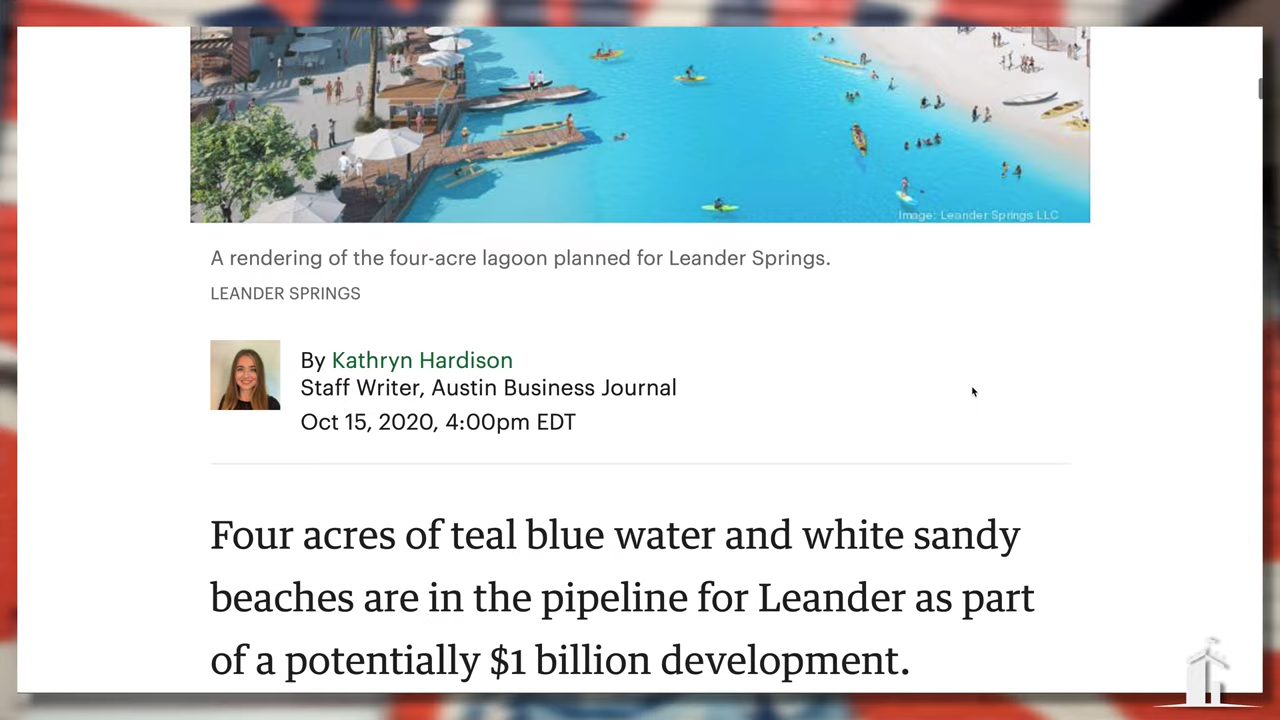 Image: Leander Springs LLC
A rendering of the four-acre lagoon planned for Leander Springs.
LEANDER SPRINGS
By Kathryn Hardison
Staff Writer, Austin Business Journal
Oct 15, 2020, 4:00pm EDT
Four acres of teal blue water and white sandy
beaches are in the pipeline for Leander as part
of a potentially $1 billion development.